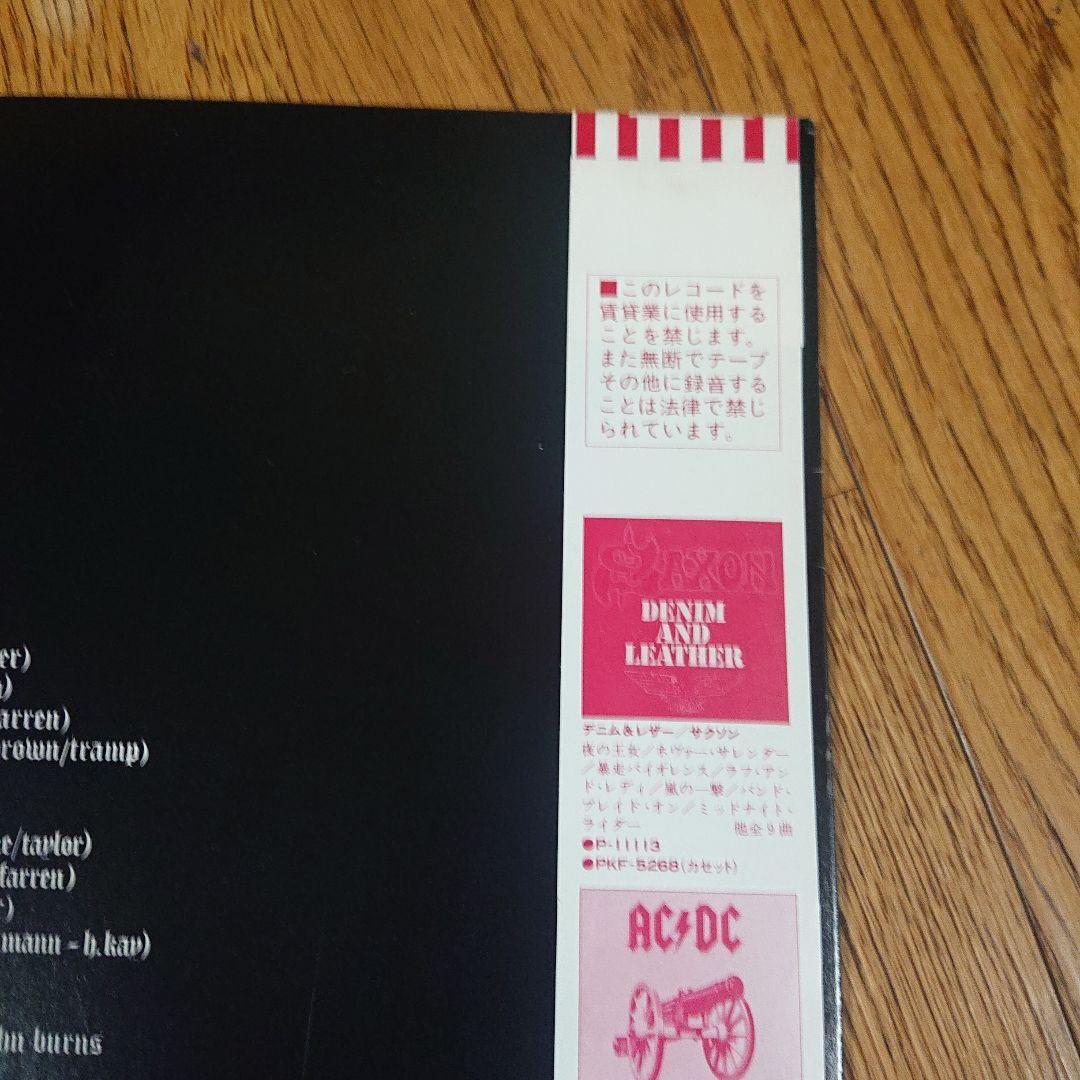 er)
)
arren)
rown/tramp)
e/taylor)
farren)
)
mann - h.kay)
hn burns
■このレコードを
賃貸業に使用する
ことを禁じます。
また無断でテープ
その他に録音する
ことは法律で禁じ
られています。
SAXON
DENIM
AND
LEATHER
デニム&レザー/サクソン
夜の王女/ネヴァー・サレンダー
/暴走バイオレンス/ラフ・アン
ド・レディ/嵐の一撃/バンド・
プレイド・オン/ミッドナイト・
ライダー 他全9曲
●P-11113
●PKF-5268(カセット)
AC/DC